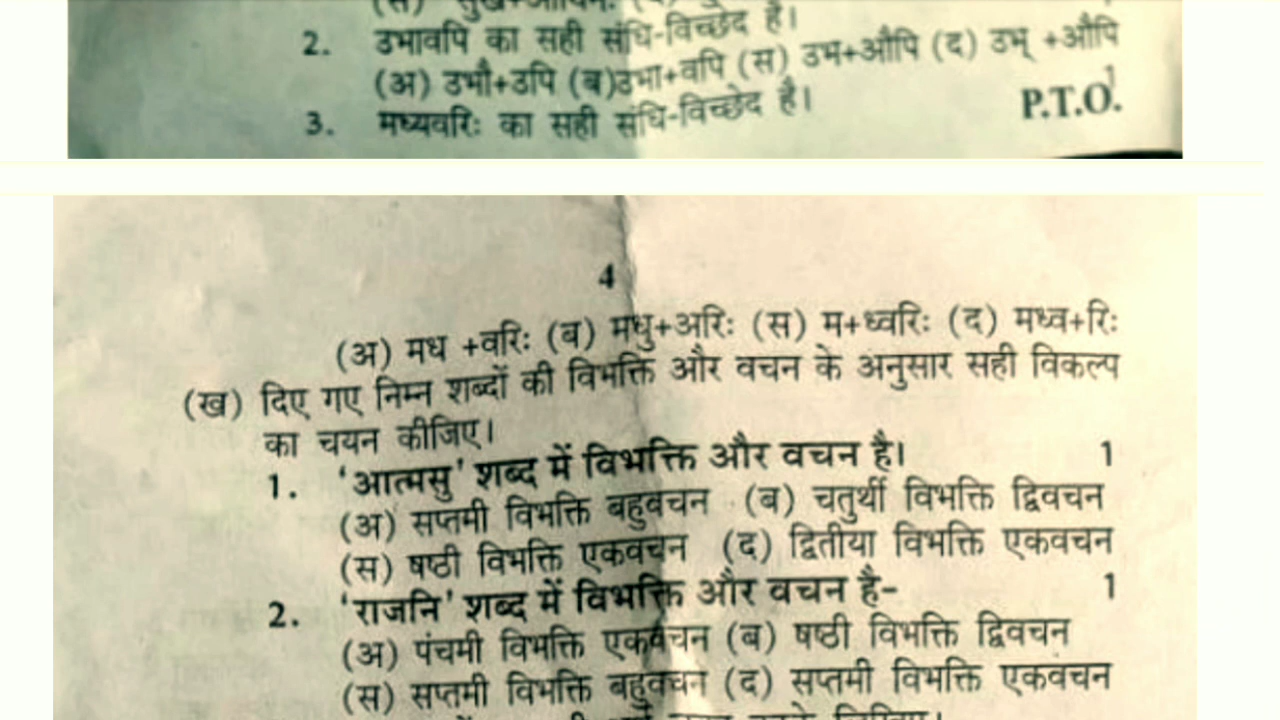 2. उभावपि का सही संधि-विच्छेद है।
(अ) उभौ+उपि (ब)उभा+वपि (स) उभ+औपि (द) उभ् +औपि
1
3. मध्यवरिः का सही संधि-विच्छेद है।
P.T.O.
4
(अ) मध +वरिः (ब) मधु+अरिः (स) म+ध्वरिः (द) मध्व+रिः
(ख) दिए गए निम्न शब्दों की विभक्ति और वचन के अनुसार सही विकल्प
का चयन कीजिए।
1. 'आत्मसु' शब्द में विभक्ति और वचन है। 1
(अ) सप्तमी विभक्ति बहुवचन (ब) चतुर्थी विभक्ति द्विवचन
(स) षष्ठी विभक्ति एकवचन (द) द्वितीया विभक्ति एकवचन
2. 'राजनि' शब्द में विभक्ति और वचन है- 1
(अ) पंचमी विभक्ति एकवचन (ब) षष्ठी विभक्ति द्विवचन
(स) सप्तमी विभक्ति बहुवचन (द) सप्तमी विभक्ति एकवचन